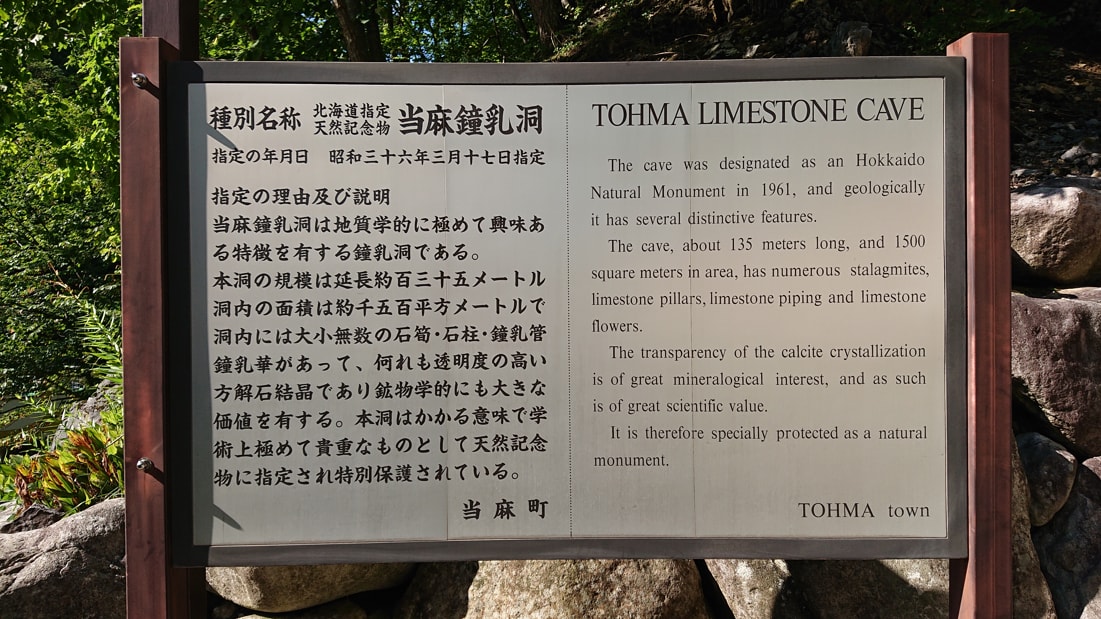 種別名称 北海道指定 天然記念物 当麻鐘乳洞
指定の年月日 昭和三十六年三月十七日指定
指定の理由及び説明
当麻鐘乳洞は地質学的に極めて興味あ
る特徴を有する鐘乳洞である。
本洞の規模は延長約百三十五メートル
洞内の面積は約千五百平方メートルで
洞内には大小無数の石筍・石柱・鐘乳管
鐘乳華があって、何れも透明度の高い
方解石結晶であり鉱物学的にも大きな
価値を有する。本洞はかかる意味で学
術上極めて貴重なものとして天然記念
物に指定され特別保護されている。
当麻町
TOHMA LIMESTONE CAVE
The cave was designated as an Hokkaido
Natural Monument in 1961, and geologically
it has several distinctive features.
The cave, about 135 meters long, and 1500
square meters in area, has numerous stalagmites,
limestone pillars, limestone piping and limestone
flowers.
The transparency of the calcite crystallization
is of great mineralogical interest, and as such
is of great scientific value.
It is therefore specially protected as a natural
monument.
TOHMA town